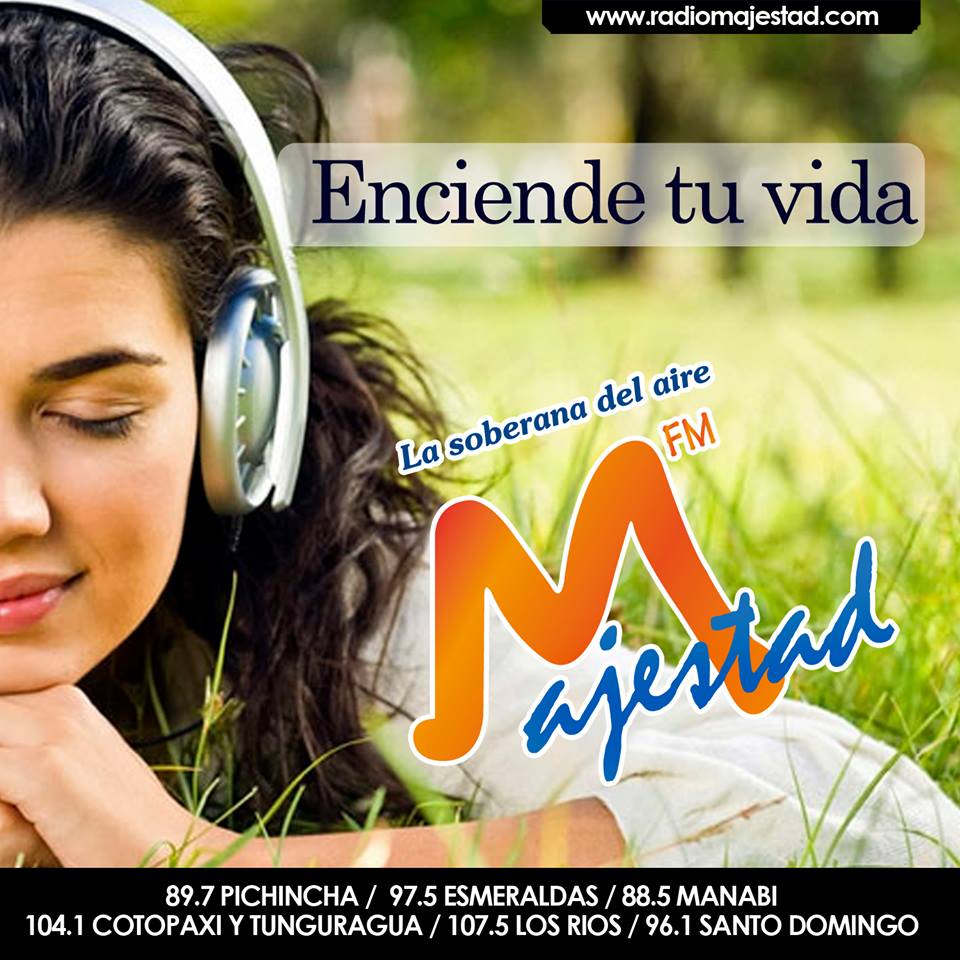 www.radiomajestad.com
Enciende tu vida
La soberana del aire
FM
Majestad
89.7 PICHINCHA / 97.5 ESMERALDAS / 88.5 MANABI
104.1 COTOPAXI Y TUNGURAGUA / 107.5 LOS RIOS / 96.1 SANTO DOMINGO